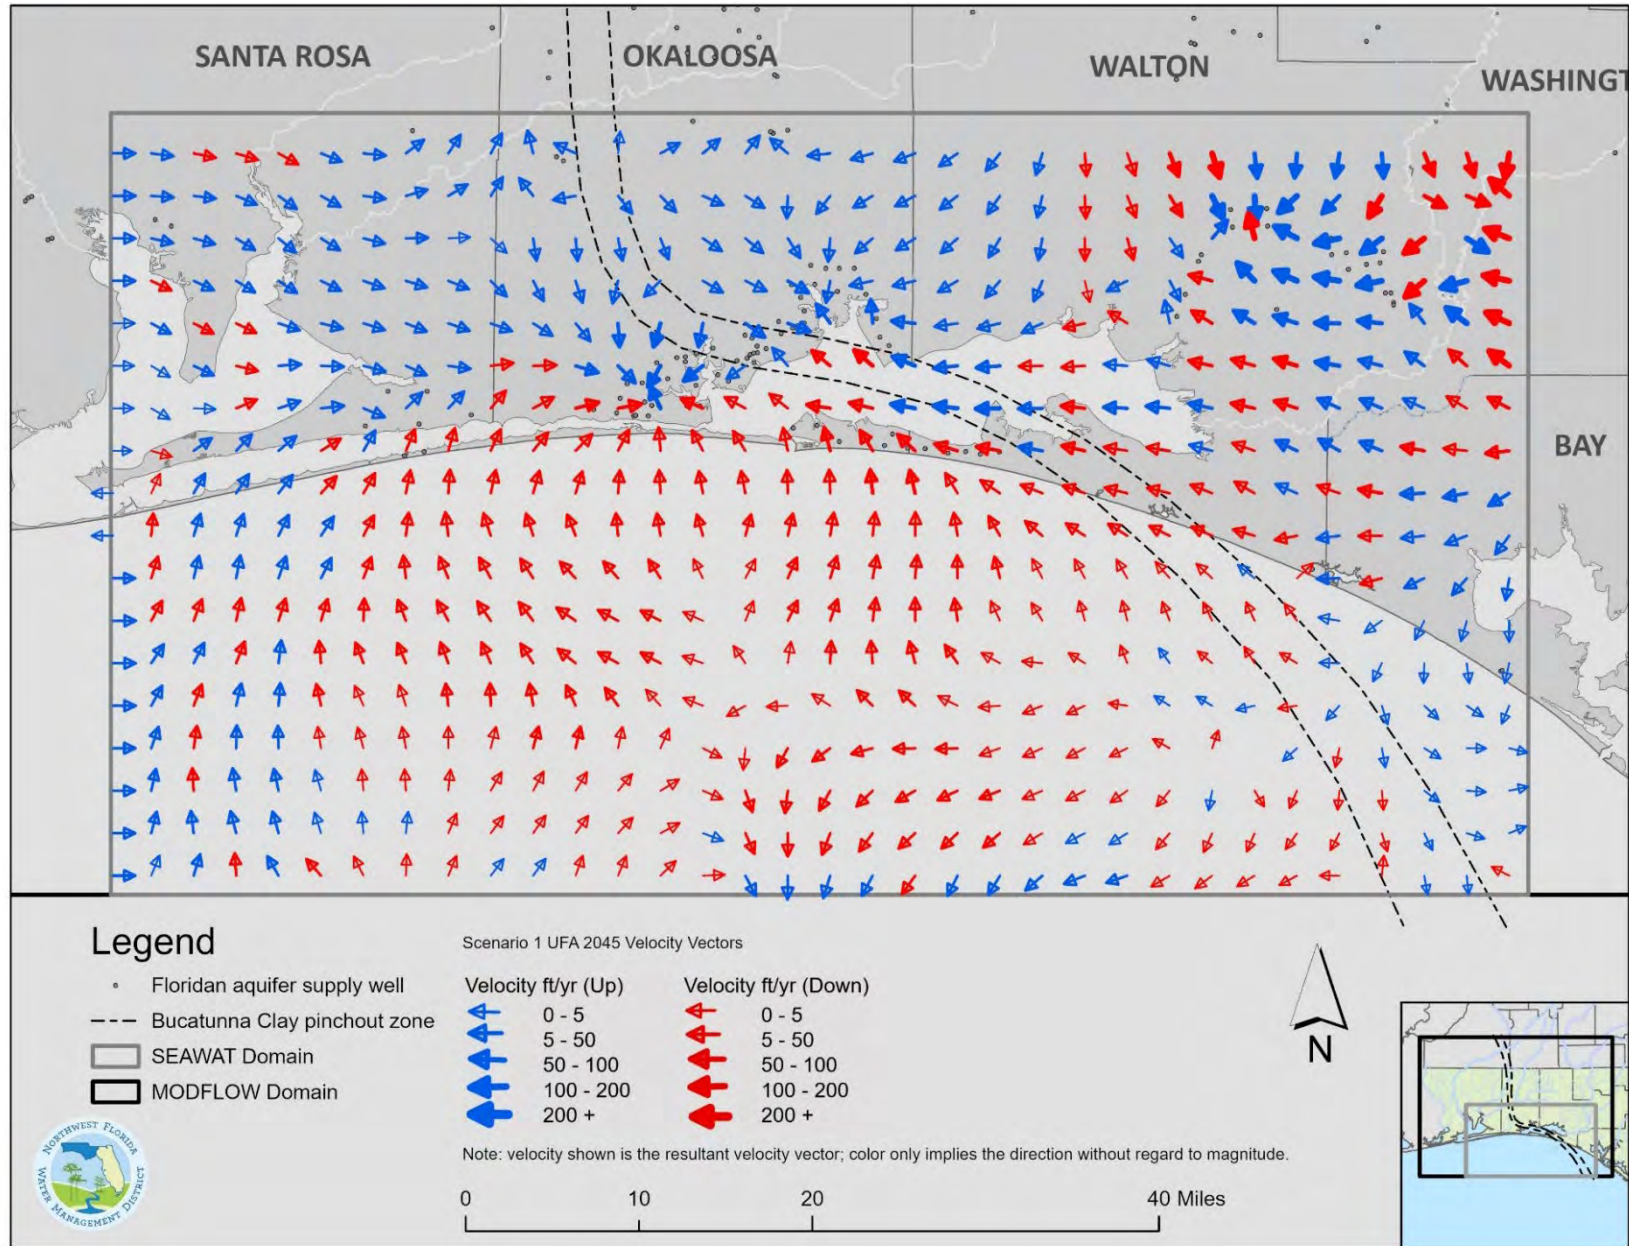 SANTA ROSA
OKALOOSA
WALTON
WASHINGT
BAY
Legend
Floridan aquifer supply well
Bucatunna Clay pinchout zone
SEAWAT Domain
MODFLOW Domain
Scenario 1 UFA 2045 Velocity Vectors
Velocity ft/yr (Up)
0 - 5
5 - 50
50 - 100
100 - 200
200 +
Velocity ft/yr (Down)
0 - 5
5 - 50
50 - 100
100 - 200
200 +
Note: velocity shown is the resultant velocity vector; color only implies the direction without regard to magnitude.
0 10 20 40 Miles
N
NORTHWEST FLORIDA
WATER MANAGEMENT DISTRICT